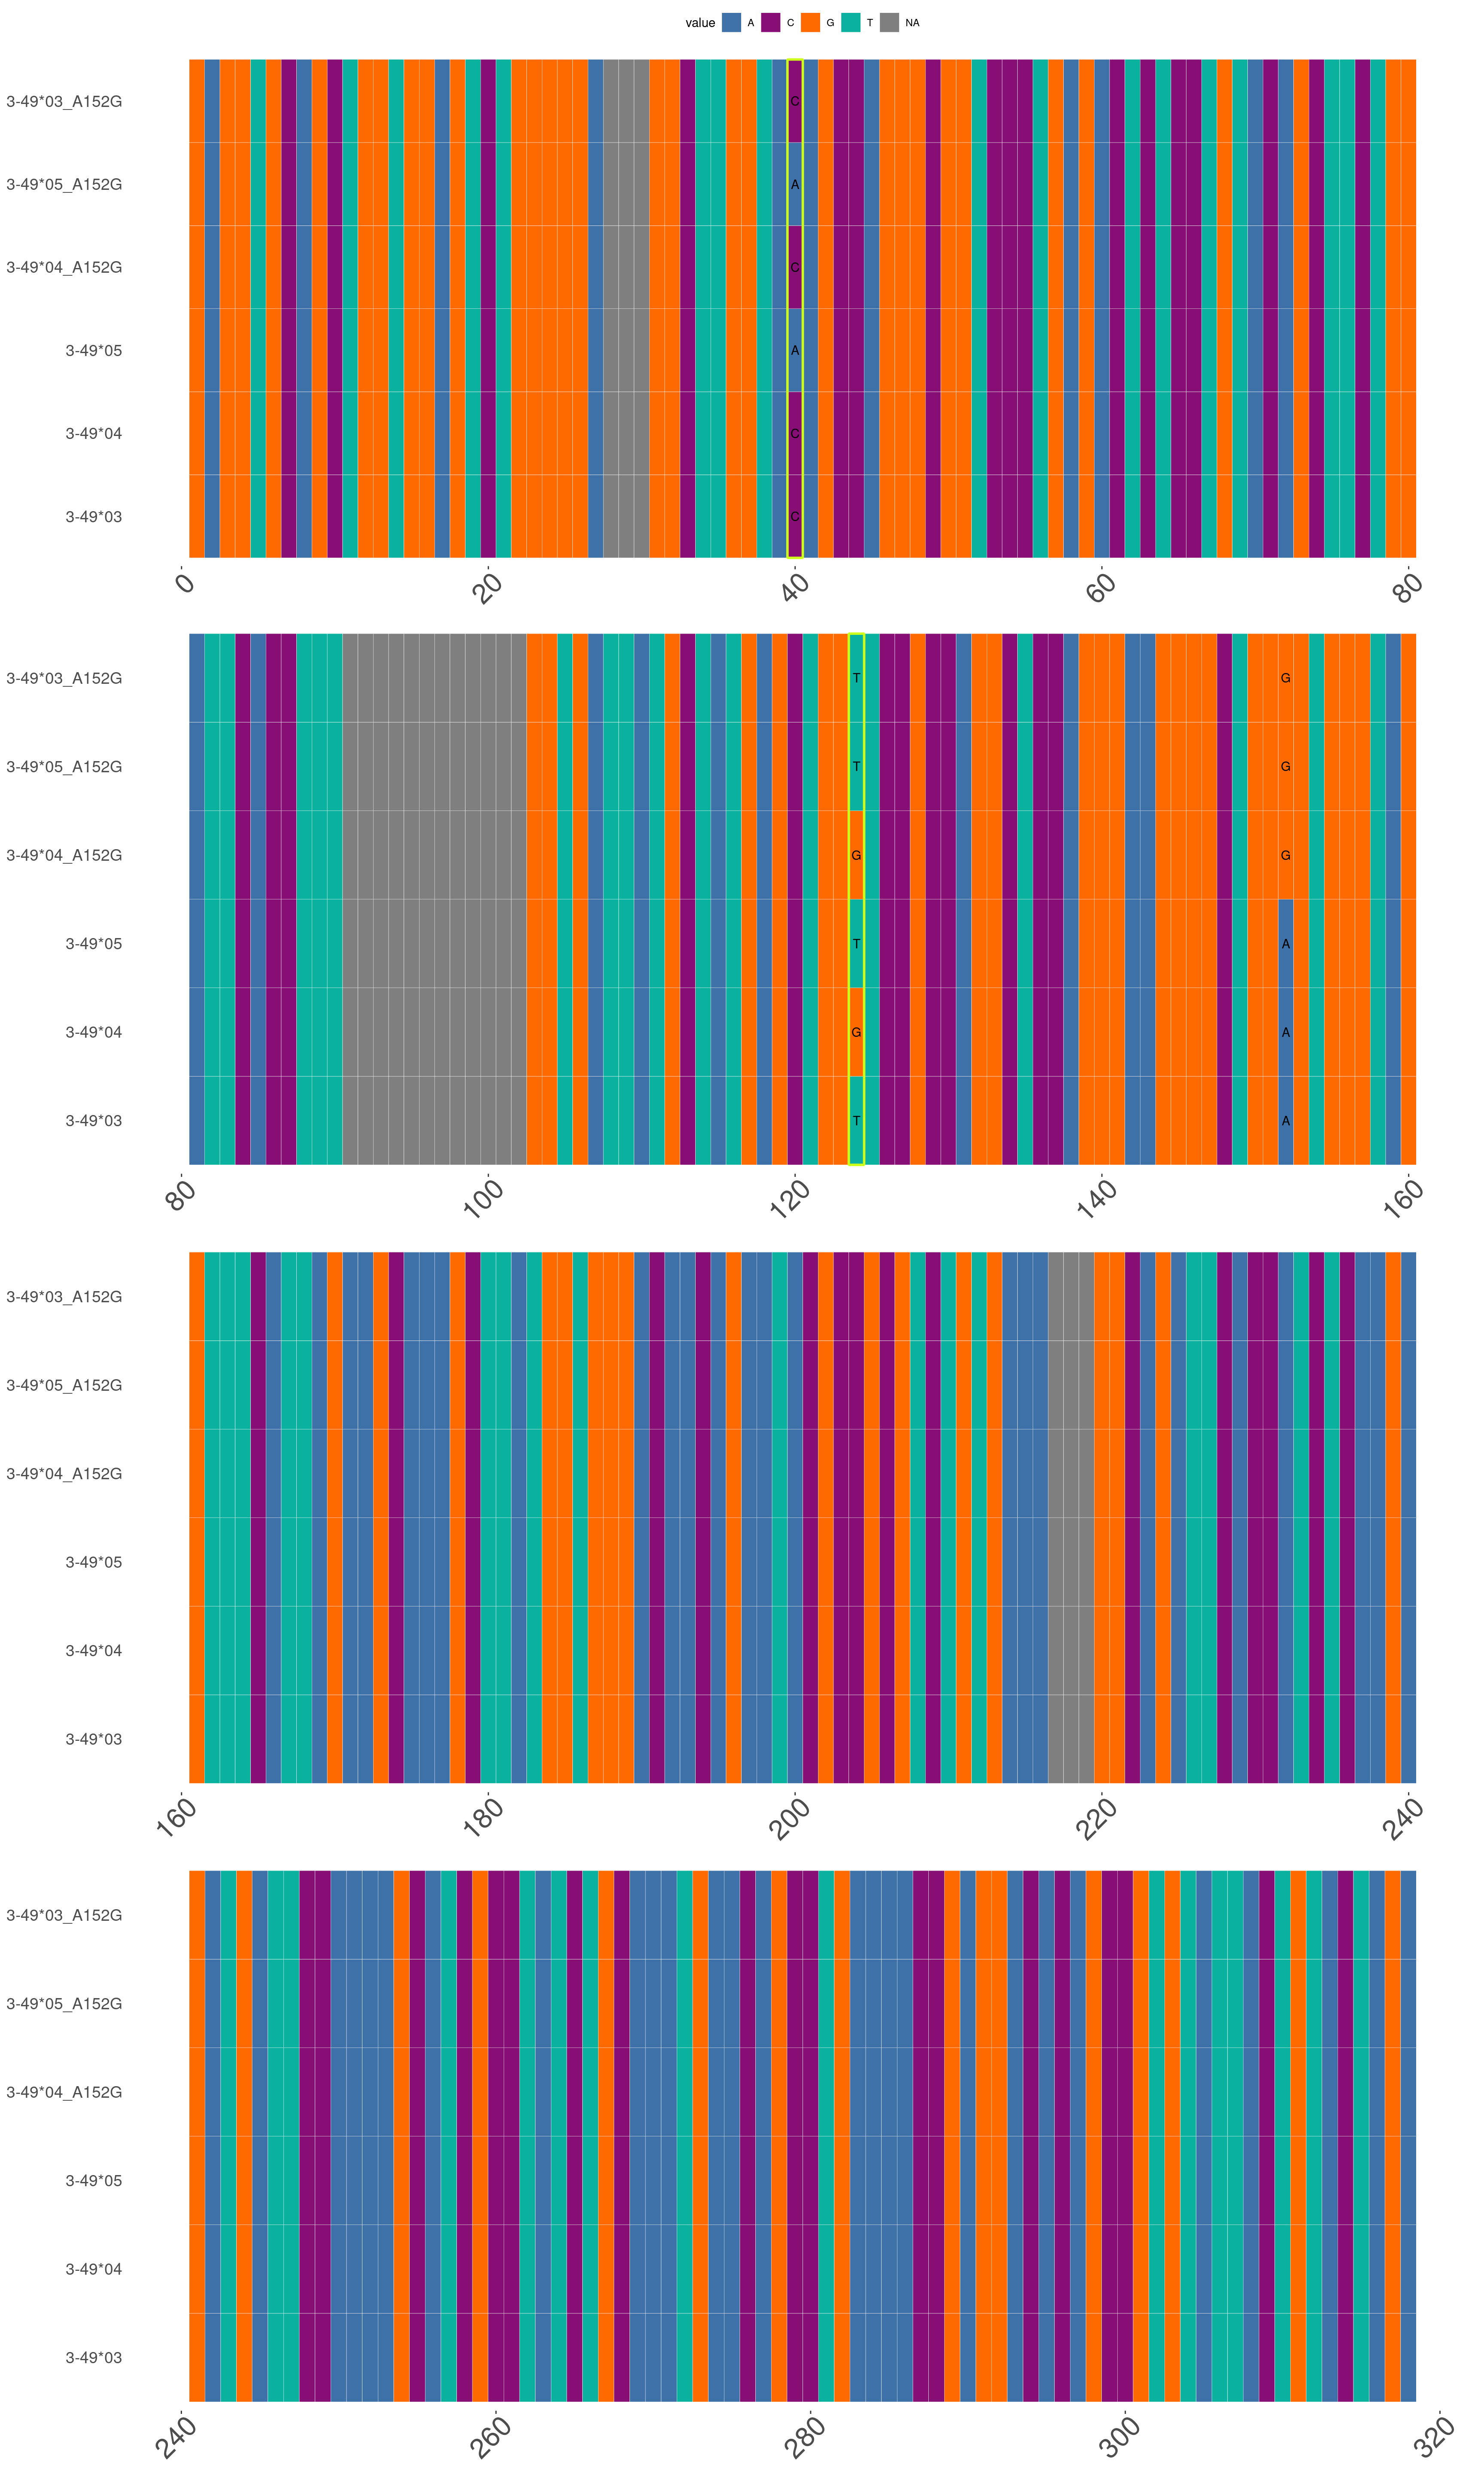 value A C G T NA
3-49*03_A152G C
3-49*05_A152G A
3-49*04_A152G C
3-49*05 A
3-49*04 C
3-49*03 C
0 20 40 60 80
3-49*03_A152G T G
3-49*05_A152G T G
3-49*04_A152G G G
3-49*05 T A
3-49*04 G A
3-49*03 T A
80 100 120 140 160
3-49*03_A152G
3-49*05_A152G
3-49*04_A152G
3-49*05
3-49*04
3-49*03
160 180 200 220 240
3-49*03_A152G
3-49*05_A152G
3-49*04_A152G
3-49*05
3-49*04
3-49*03
240 260 280 300 320